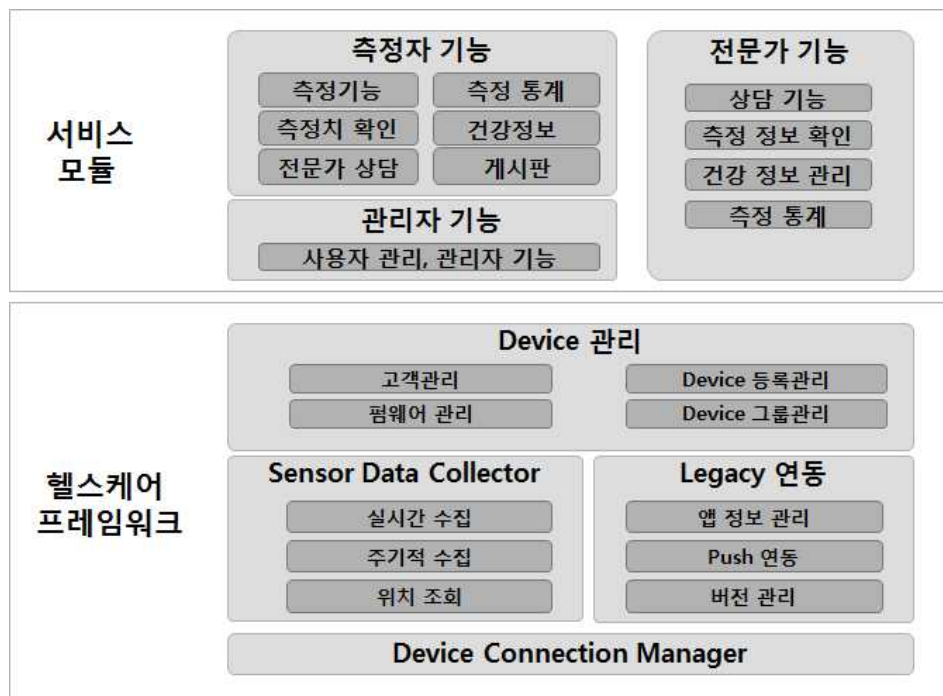 서비스
모듈
측정자 기능
측정기능
측정 통계
측정치 확인
건강정보
전문가 상담
게시판
관리자 기능
사용자 관리, 관리자 기능
전문가 기능
상담 기능
측정 정보 확인
건강 정보 관리
측정 통계
헬스케어
프레임워크
Device 관리
고객관리
Device 등록관리
펌웨어 관리
Device 그룹관리
Sensor Data Collector
실시간 수집
주기적 수집
위치 조회
Legacy 연동
앱 정보 관리
Push 연동
버전 관리
Device Connection Manager